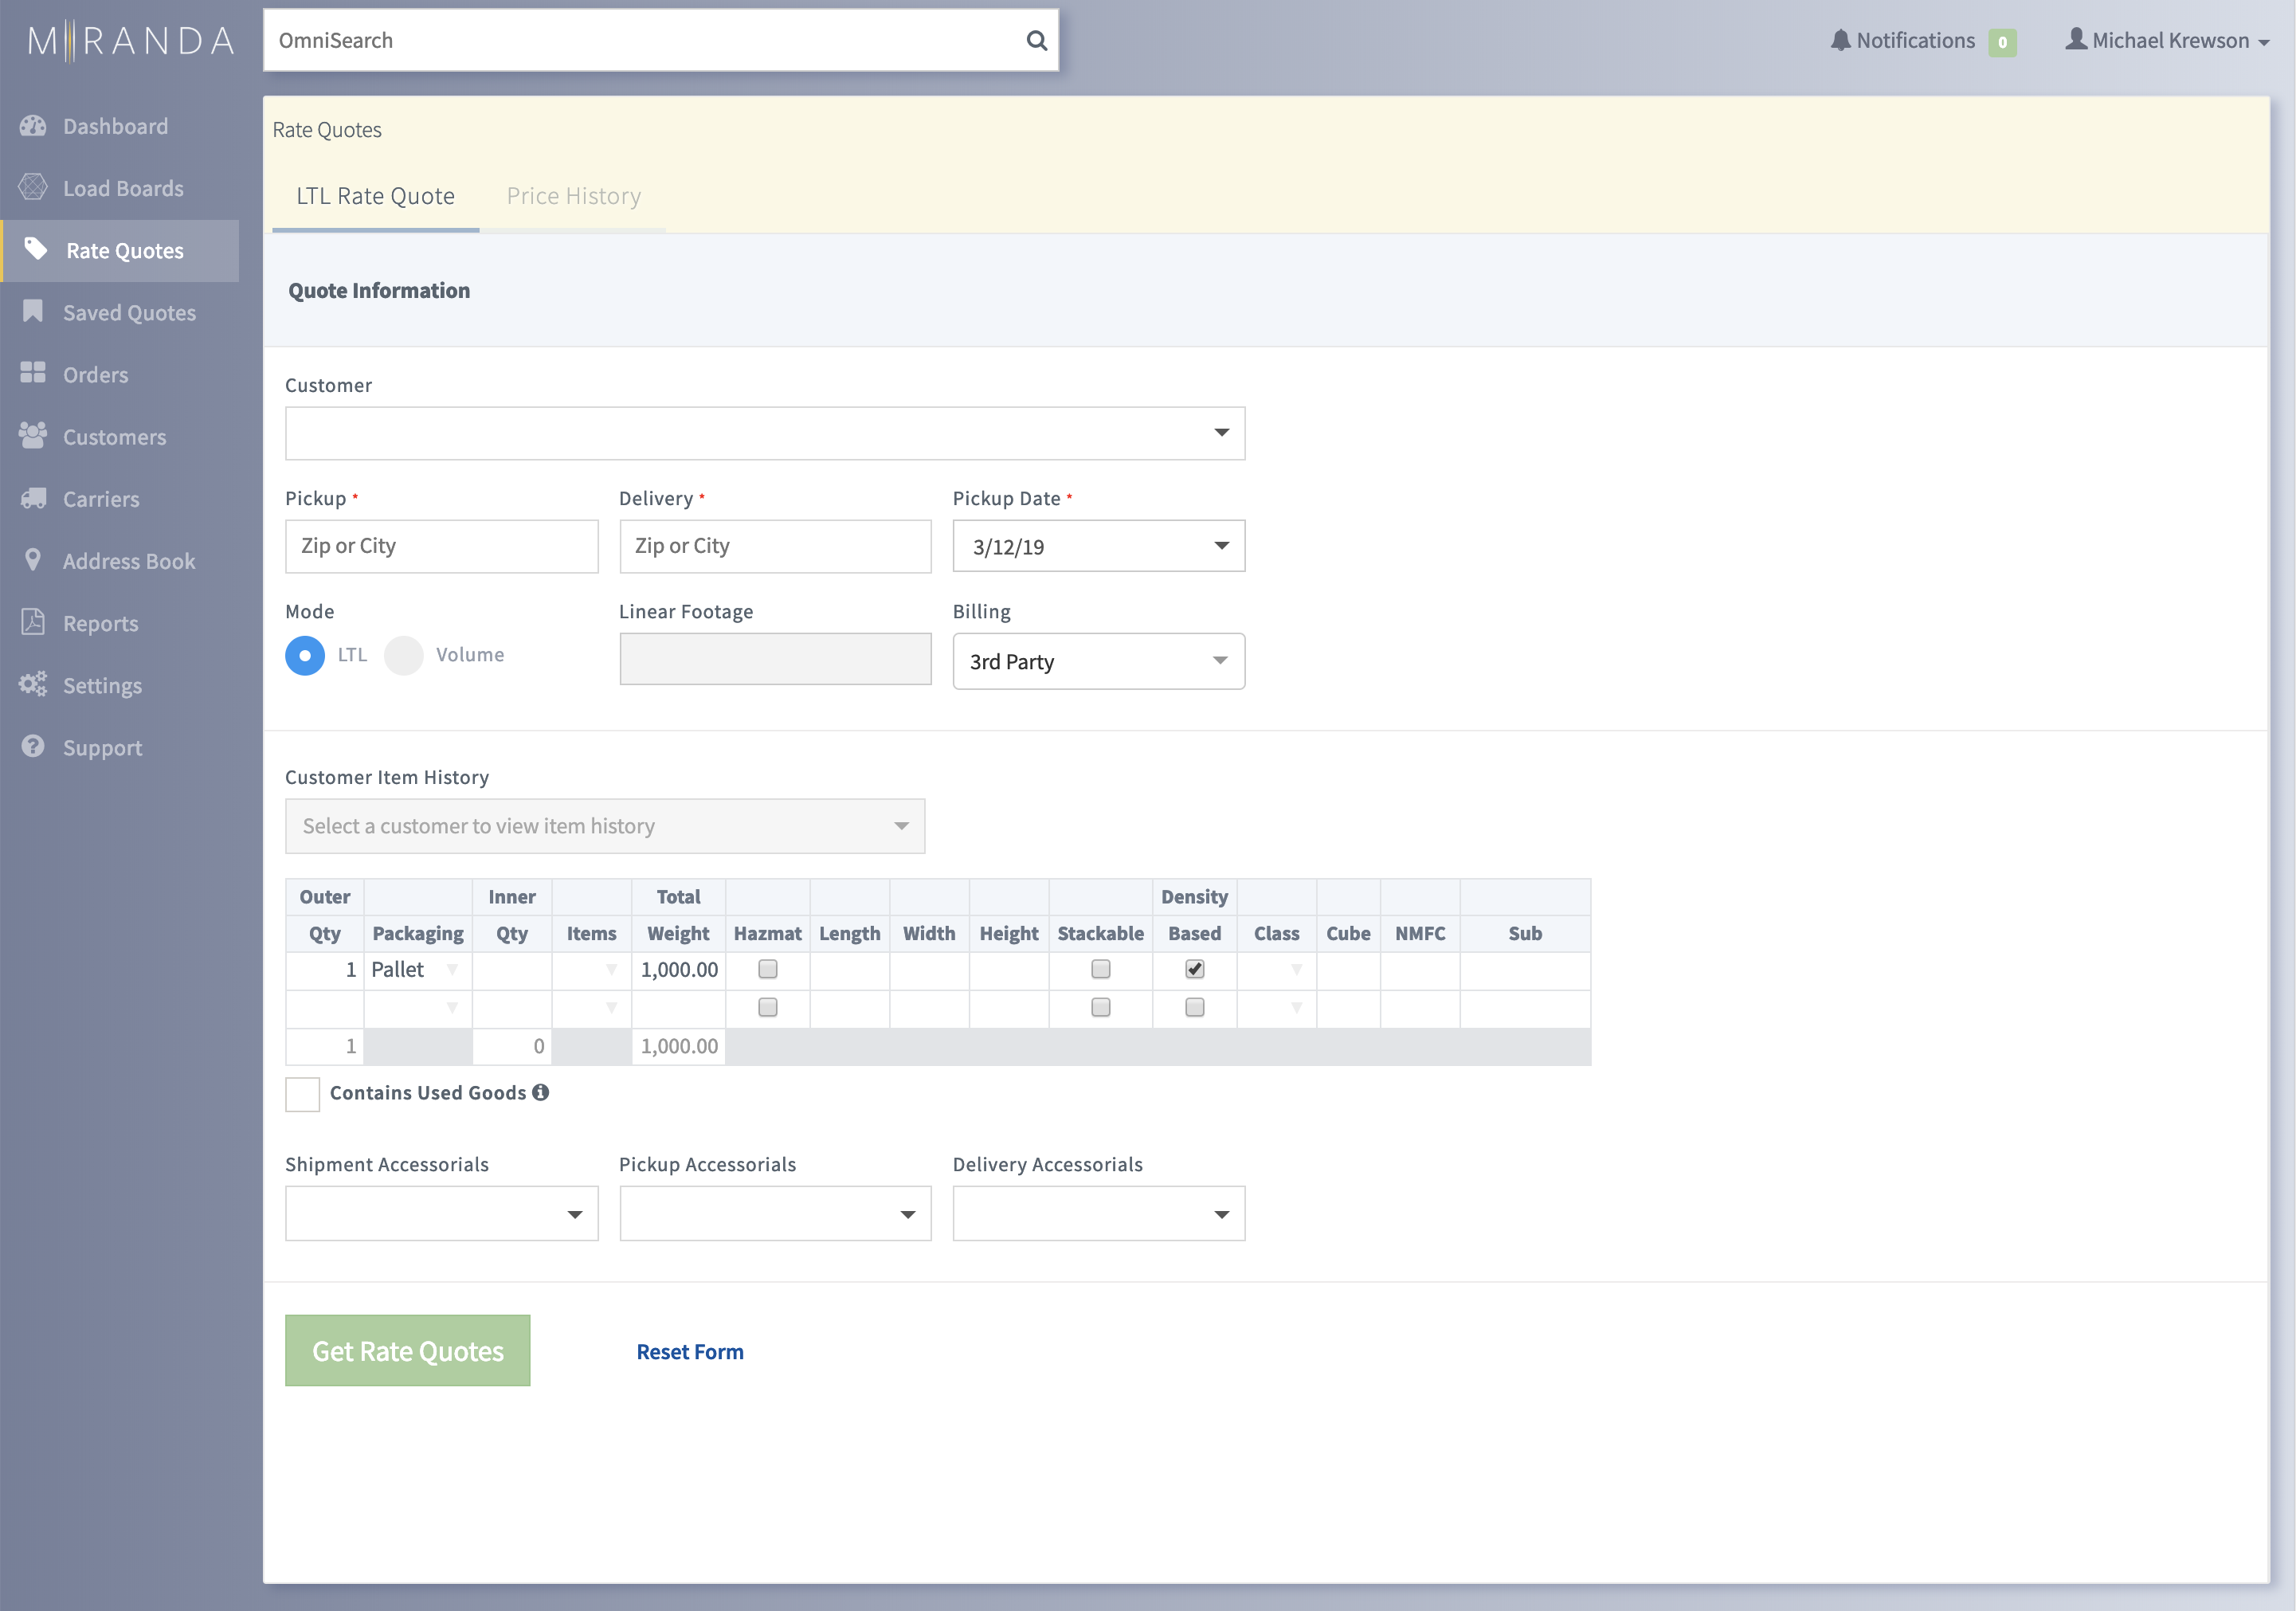 MIRANDA
OmniSearch
Notifications 0
Michael Krewson
Dashboard
Load Boards
Rate Quotes
Saved Quotes
Orders
Customers
Carriers
Address Book
Reports
Settings
Support
Rate Quotes
LTL Rate Quote Price History
Quote Information
Customer
Pickup * Delivery * Pickup Date *
Zip or City Zip or City 3/12/19
Mode Linear Footage Billing
LTL Volume 3rd Party
Customer Item History
Select a customer to view item history
Outer Inner Total Density
Qty Packaging Qty Items Weight Hazmat Length Width Height Stackable Based Class Cube NMFC Sub
1 Pallet 1,000.00
1 0 1,000.00
Contains Used Goods
Shipment Accessorials Pickup Accessorials Delivery Accessorials
Get Rate Quotes Reset Form